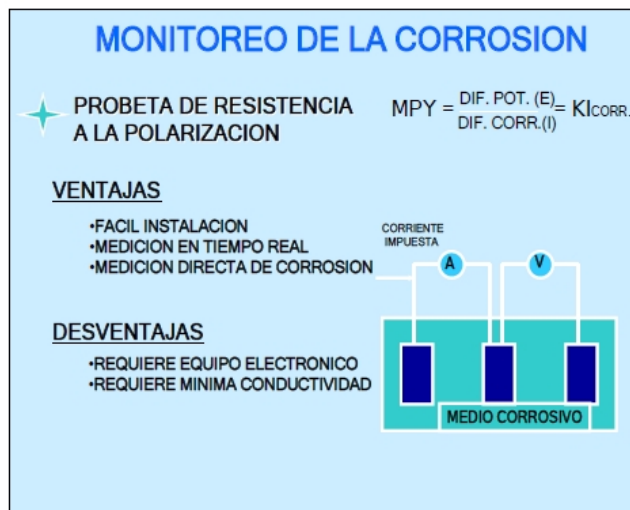 MONITOREO DE LA CORROSION
PROBETA DE RESISTENCIA
A LA POLARIZACION
MPY = DIF. POT. (E) / DIF. CORR.(I) = KICORR.
VENTAJAS
•FACIL INSTALACION
•MEDICION EN TIEMPO REAL
•MEDICION DIRECTA DE CORROSION
CORRIENTE
IMPUESTA
A
V
DESVENTAJAS
•REQUIERE EQUIPO ELECTRONICO
•REQUIERE MINIMA CONDUCTIVIDAD
MEDIO CORROSIVO